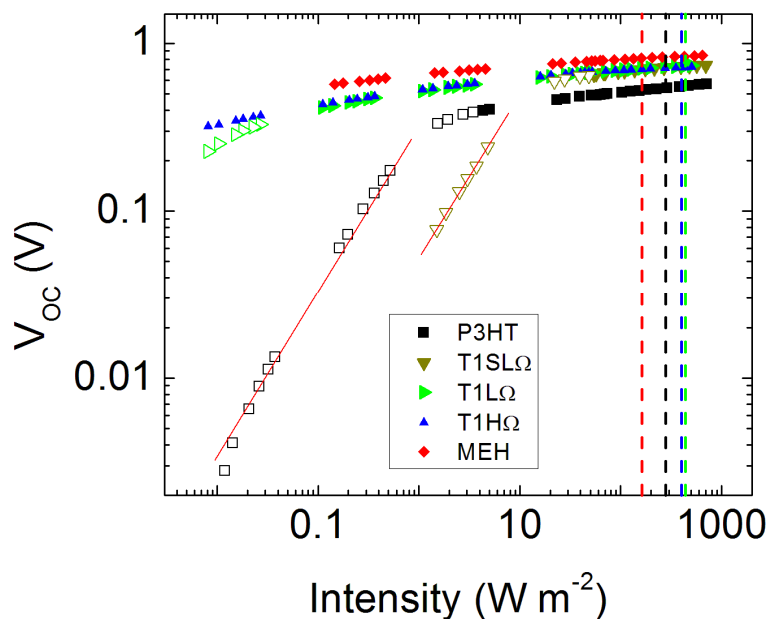 1
0.1
0.01
V_OC (V)
P3HT
T1SLΩ
T1LΩ
T1HΩ
MEH
0.1
10
1000
Intensity (W m⁻²)